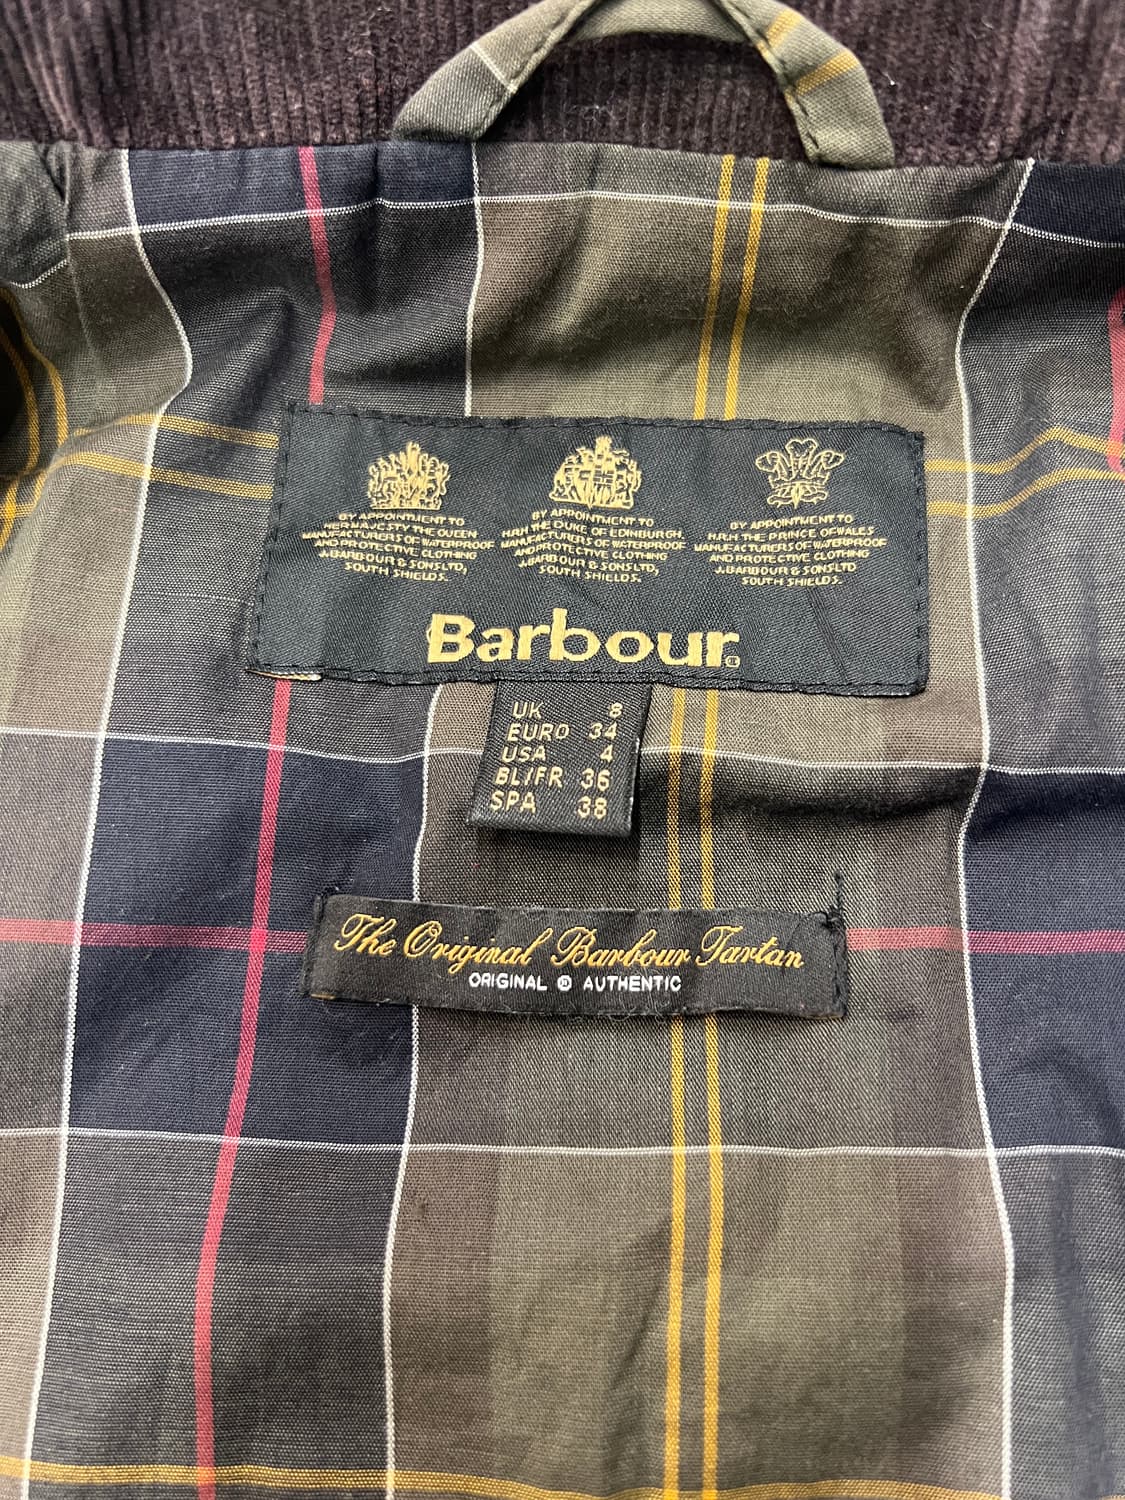 BY APPOINTMENT TO
HER MAJESTY THE QUEEN
MANUFACTURERS OF WATERPROOF
AND PROTECTIVE CLOTHING
J.BARBOUR & SONS LTD,
SOUTH SHIELDS.
BY APPOINTMENT TO
H.R.H. THE DUKE OF EDINBURGH,
MANUFACTURERS OF WATERPROOF
AND PROTECTIVE CLOTHING
J.BARBOUR & SONS LTD,
SOUTH SHIELDS.
BY APPOINTMENT TO
H.R.H. THE PRINCE OF WALES
MANUFACTURERS OF WATERPROOF
AND PROTECTIVE CLOTHING
J.BARBOUR & SONS LTD
SOUTH SHIELDS.
Barbour®
UK 8
EURO 34
USA 4
BL/FR 36
SPA 38
The Original Barbour Tartan
ORIGINAL ® AUTHENTIC